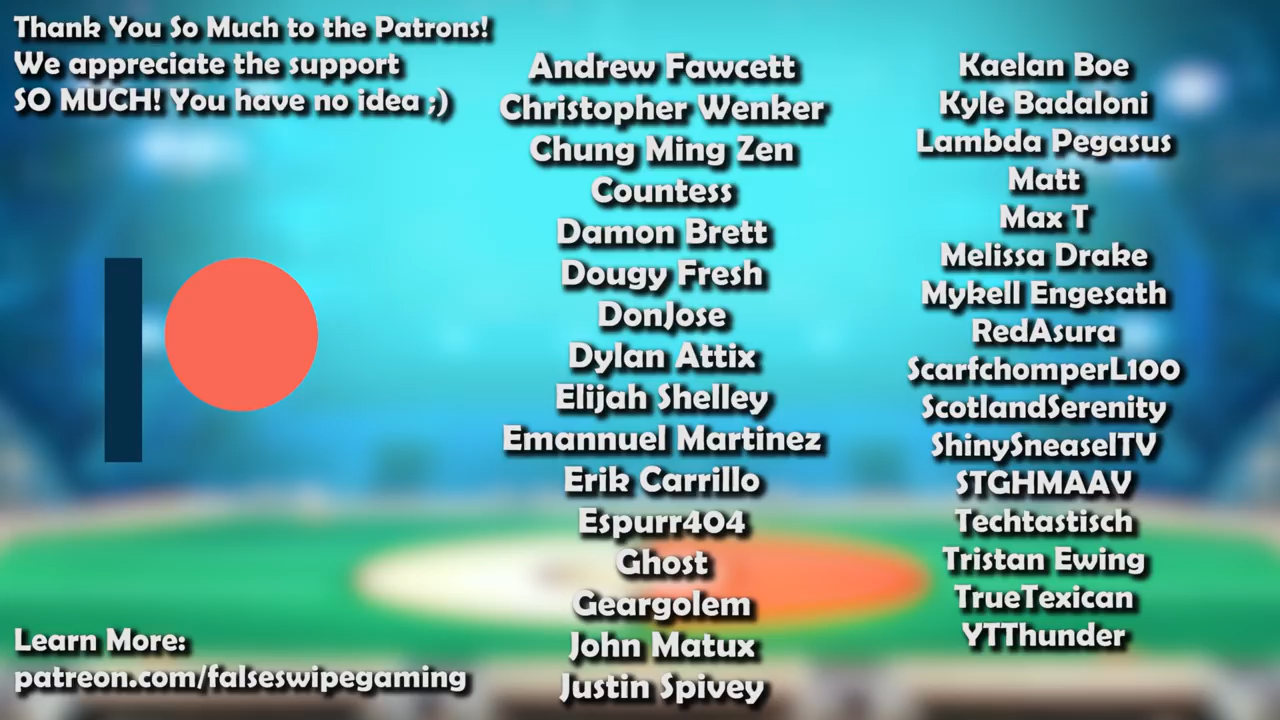 Thank You So Much to the Patrons!
We appreciate the support
SO MUCH! You have no idea ;)
Andrew Fawcett
Christopher Wenker
Chung Ming Zen
Countess
Damon Brett
Dougy Fresh
DonJose
Dylan Attix
Elijah Shelley
Emannuel Martinez
Erik Carrillo
Espurr404
Ghost
Geargolem
John Matux
Justin Spivey
Kaelan Boe
Kyle Badaloni
Lambda Pegasus
Matt
Max T
Melissa Drake
Mykell Engesath
RedAsura
ScarfchomperL100
ScotlandSerenity
ShinySneaselTV
STGHMAAV
Techtastisch
Tristan Ewing
TrueTexican
YTThunder
Learn More:
patreon.com/falseswipegaming